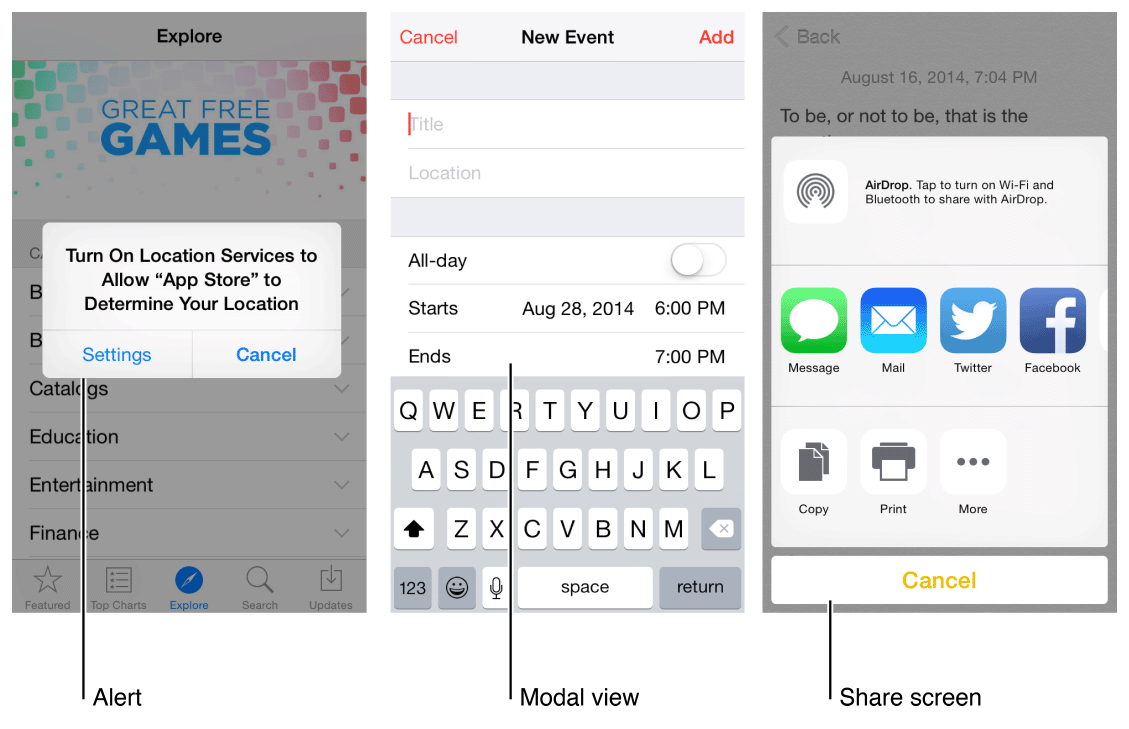 Explore
GREAT FREE
GAMES
CA
Turn On Location Services to
Allow “App Store” to
Determine Your Location
B
B
Settings
Cancel
Catalogs
Education
Entertainment
Finance
Featured
Top Charts
Explore
Search
Updates
Alert
Cancel
New Event
Add
Title
Location
All-day
Starts
Aug 28, 2014
6:00 PM
Ends
7:00 PM
Q W E R T Y U I O P
A S D F G H J K L
Z X C V B N M
123
space
return
Modal view
Back
August 16, 2014, 7:04 PM
To be, or not to be, that is the
AirDrop. Tap to turn on Wi-Fi and
Bluetooth to share with AirDrop.
Message
Mail
Twitter
Facebook
Copy
Print
More
Cancel
Share screen